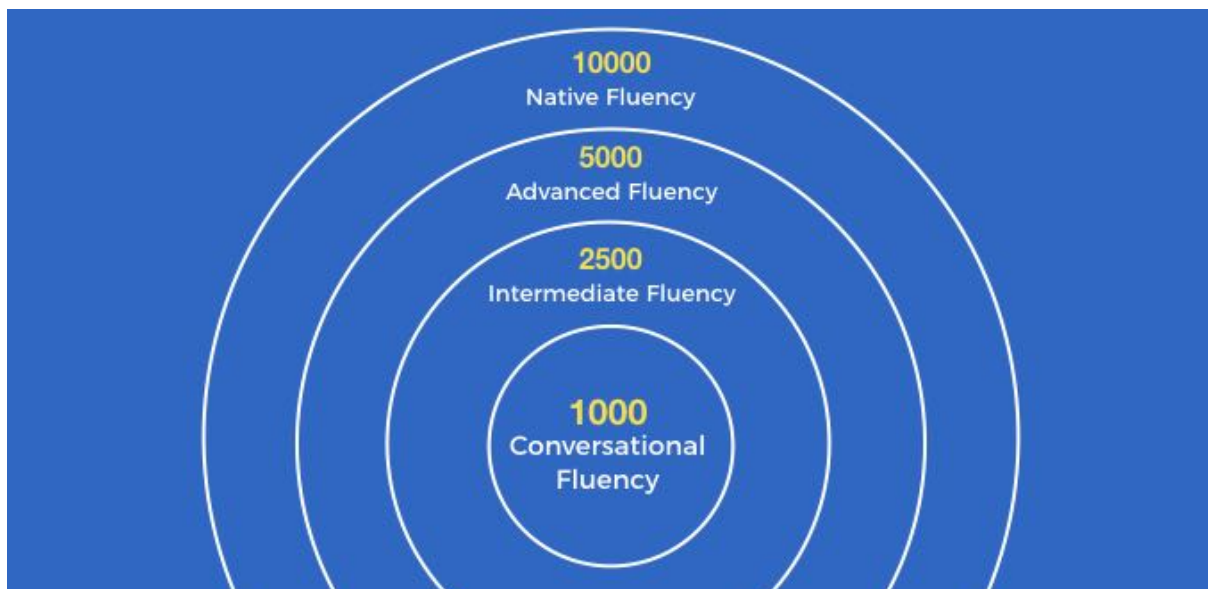 10000
Native Fluency
5000
Advanced Fluency
2500
Intermediate Fluency
1000
Conversational
Fluency